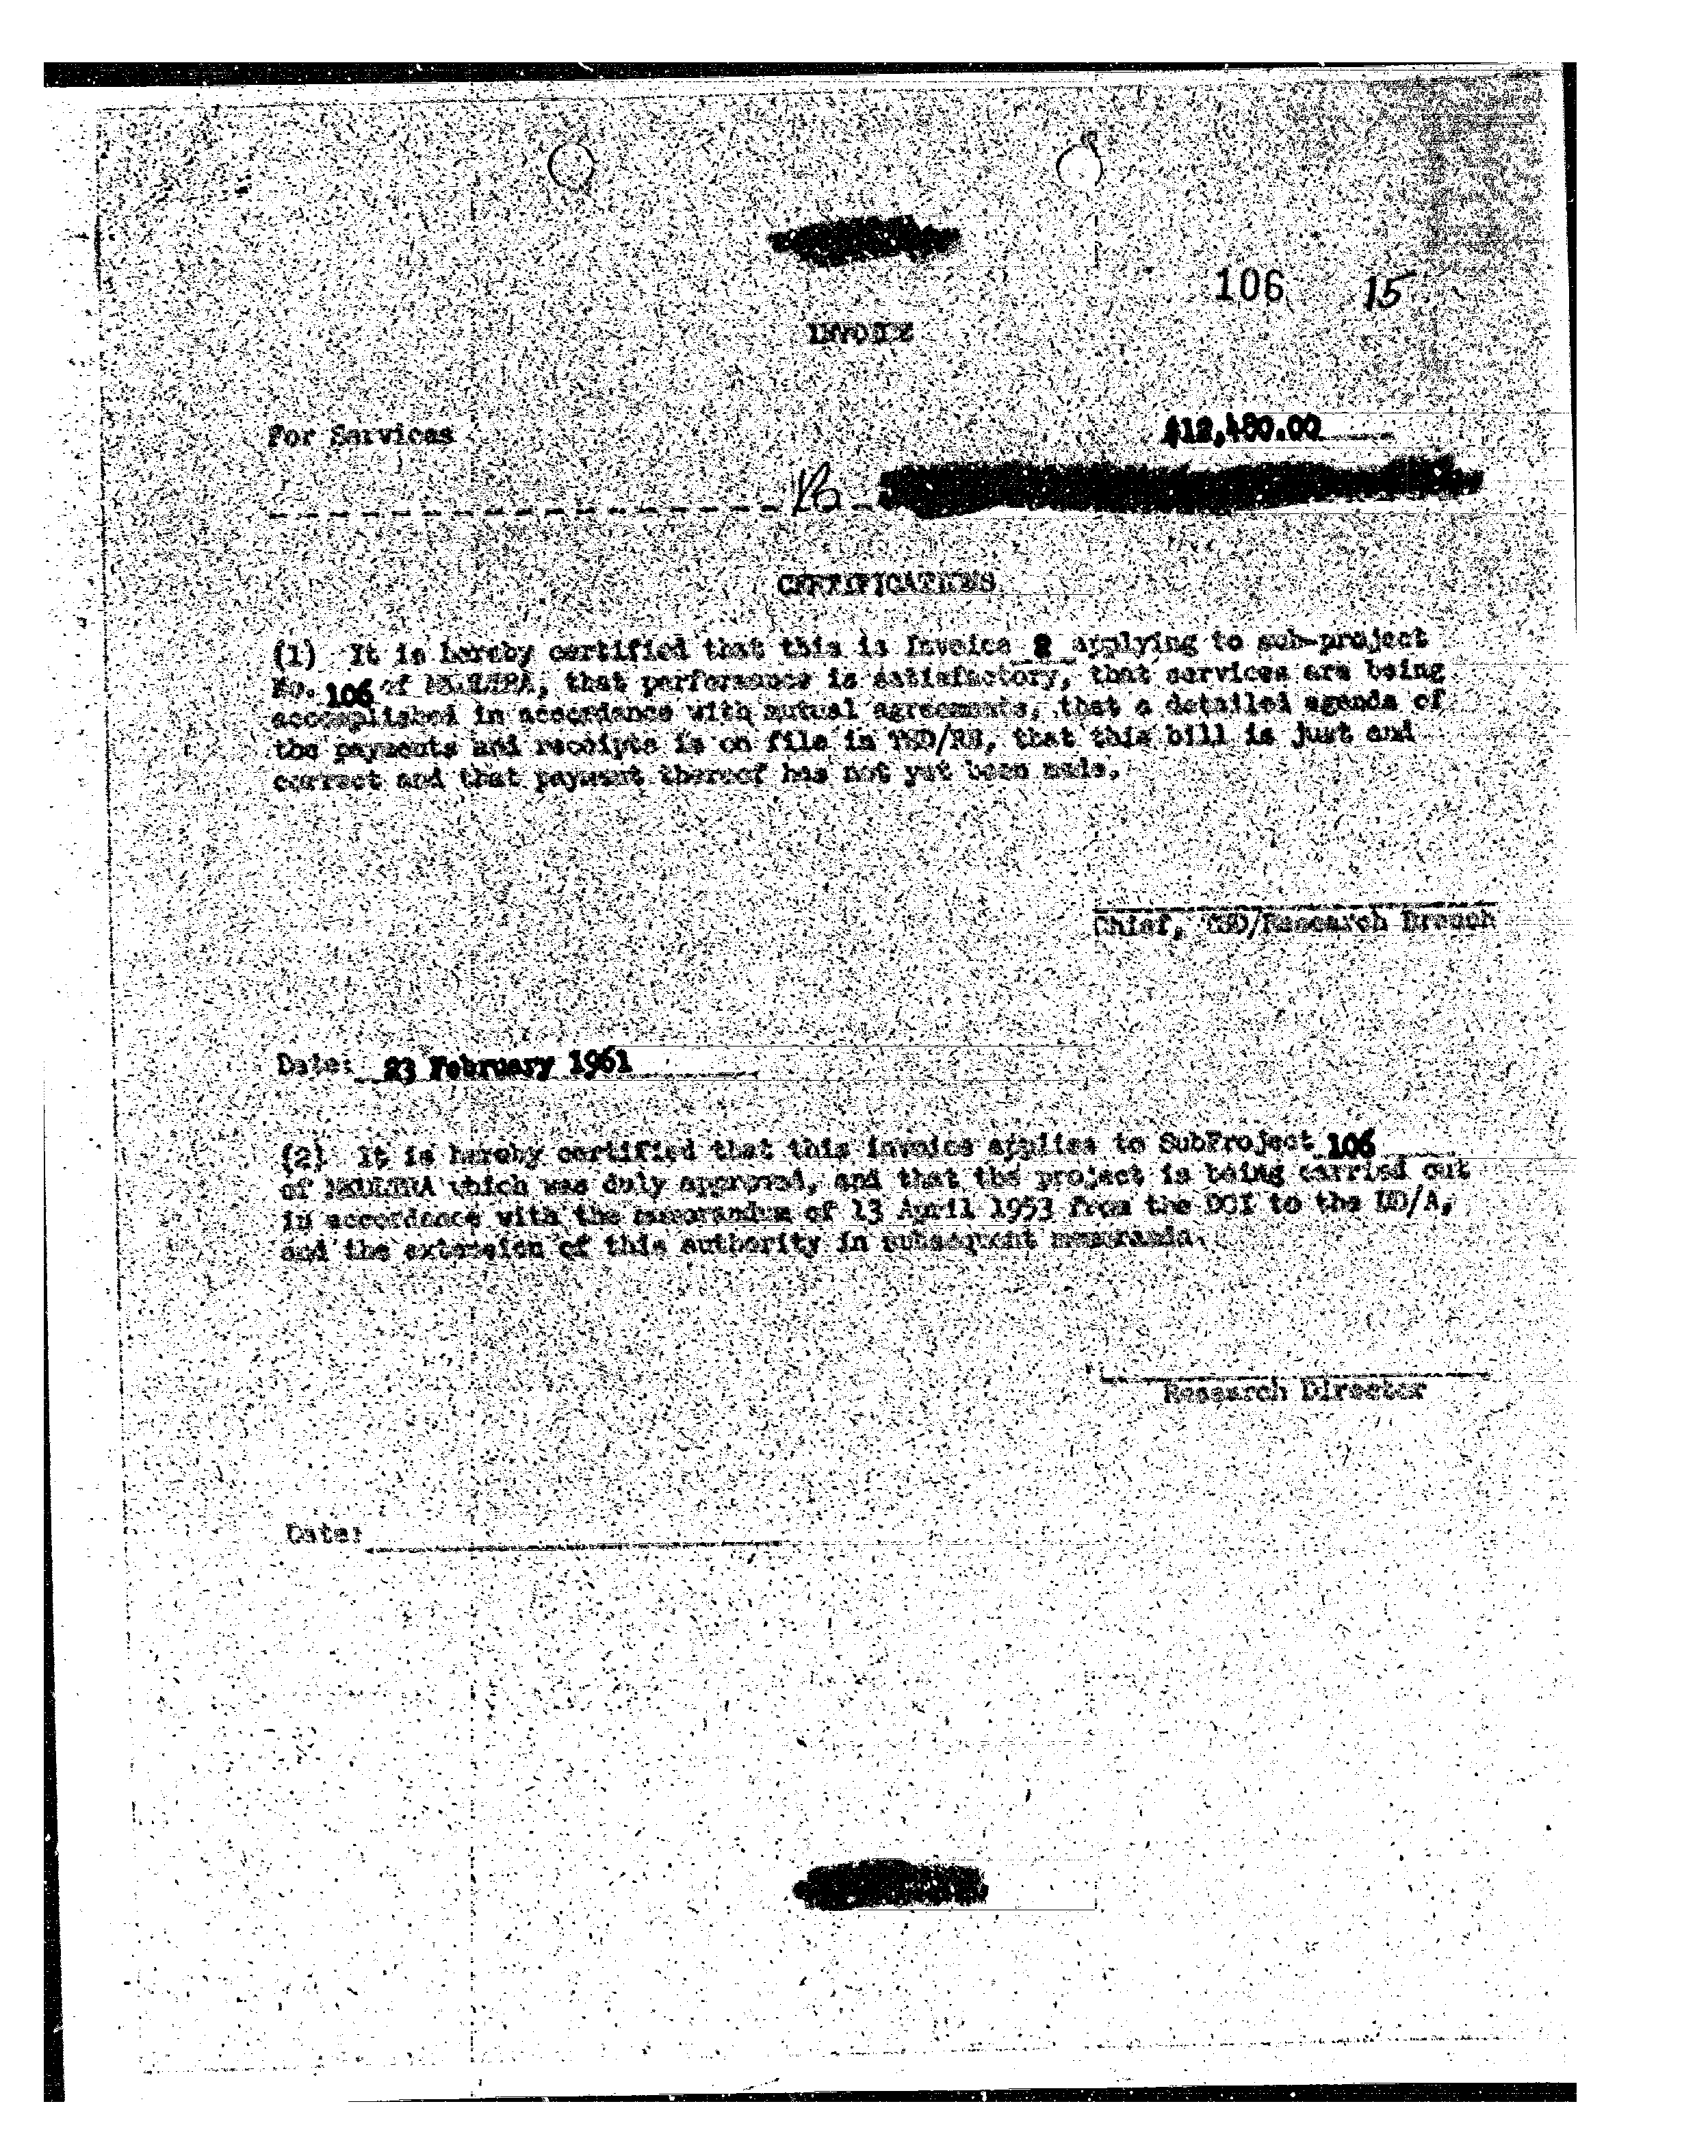 106 15
INVOICE
For Services $12,480.00
B
CERTIFICATIONS
(1) It is hereby certified that this is Invoice 2 applying to sub-project
No. 106 of MKULTRA, that performance is satisfactory, that services are being
accomplished in accordance with mutual agreements, that a detailed agenda of
the payments and receipts is on file in TSD/RB, that this bill is just and
correct and that payment thereof has not yet been made.
Chief, TSD/Research Branch
Date: 23 February 1961
(2) It is hereby certified that this invoice applies to SubProject 106
of MKULTRA which was duly approved, and that the project is being carried out
in accordance with the memorandum of 13 April 1953 from the DCI to the DD/A,
and the extension of this authority in subsequent memoranda.
Research Director
Date: